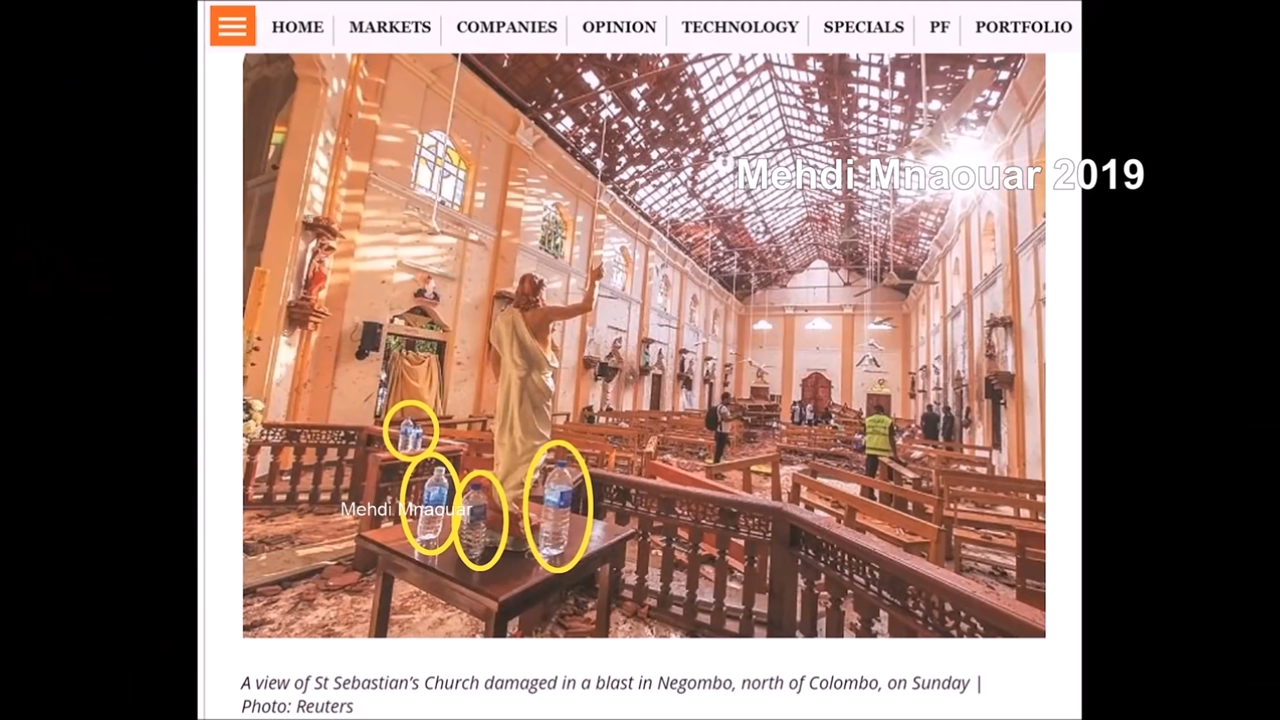 HOME MARKETS COMPANIES OPINION TECHNOLOGY SPECIALS PF PORTFOLIO
Mehdi Mnaouar 2019
Mehdi Mnaouar
A view of St Sebastian's Church damaged in a blast in Negombo, north of Colombo, on Sunday |
Photo: Reuters